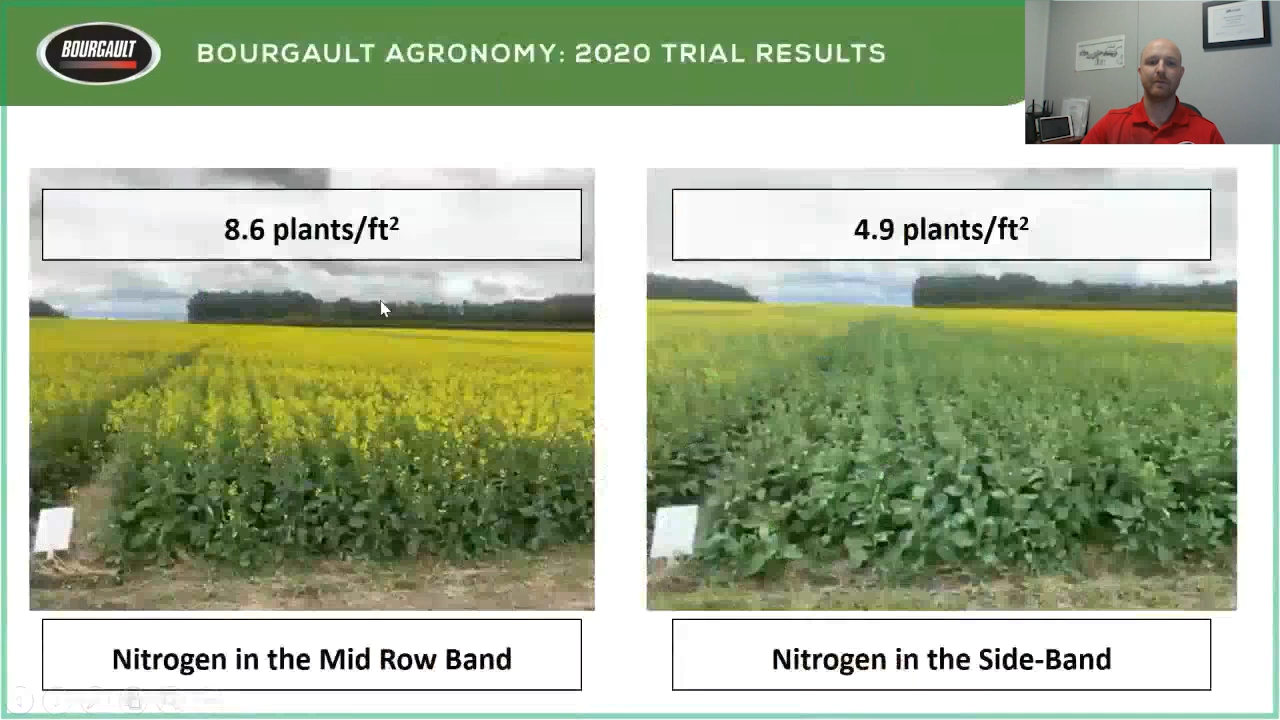 BOURGAULT
BOURGAULT AGRONOMY: 2020 TRIAL RESULTS
8.6 plants/ft²
4.9 plants/ft²
Nitrogen in the Mid Row Band
Nitrogen in the Side-Band